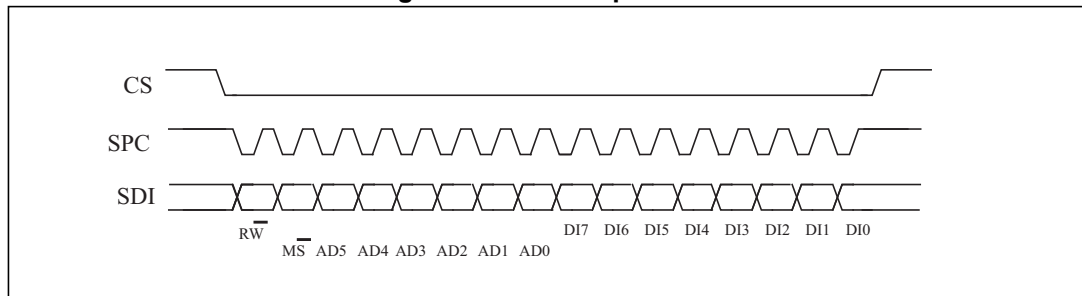 CS
SPC
SDI
RW DI7 DI6 DI5 DI4 DI3 DI2 DI1 DI0
MS AD5 AD4 AD3 AD2 AD1 AD0